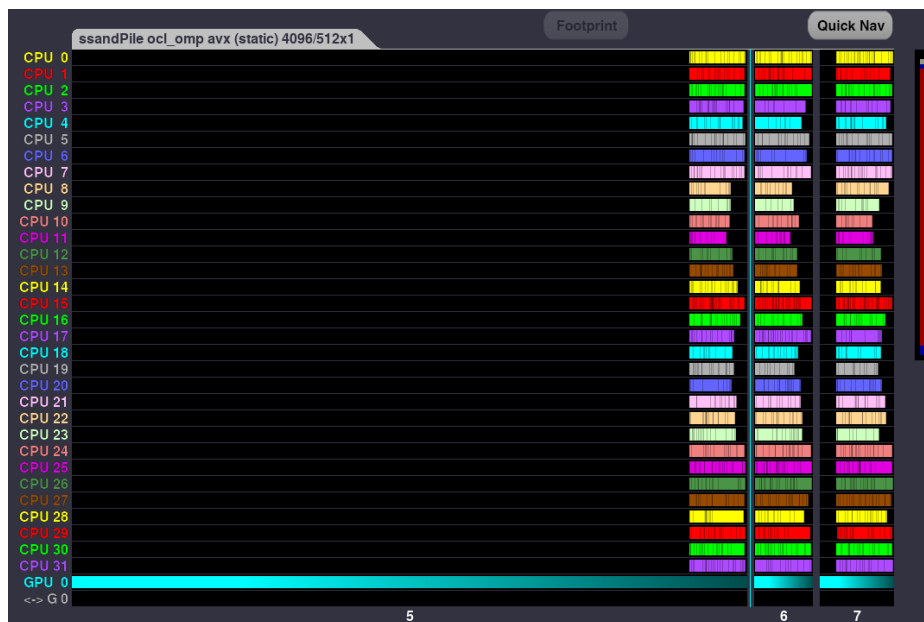 Footprint
Quick Nav
ssandPile ocl_omp avx (static) 4096/512x1
CPU 0
CPU 1
CPU 2
CPU 3
CPU 4
CPU 5
CPU 6
CPU 7
CPU 8
CPU 9
CPU 10
CPU 11
CPU 12
CPU 13
CPU 14
CPU 15
CPU 16
CPU 17
CPU 18
CPU 19
CPU 20
CPU 21
CPU 22
CPU 23
CPU 24
CPU 25
CPU 26
CPU 27
CPU 28
CPU 29
CPU 30
CPU 31
GPU 0
<-> G 0
5 6 7